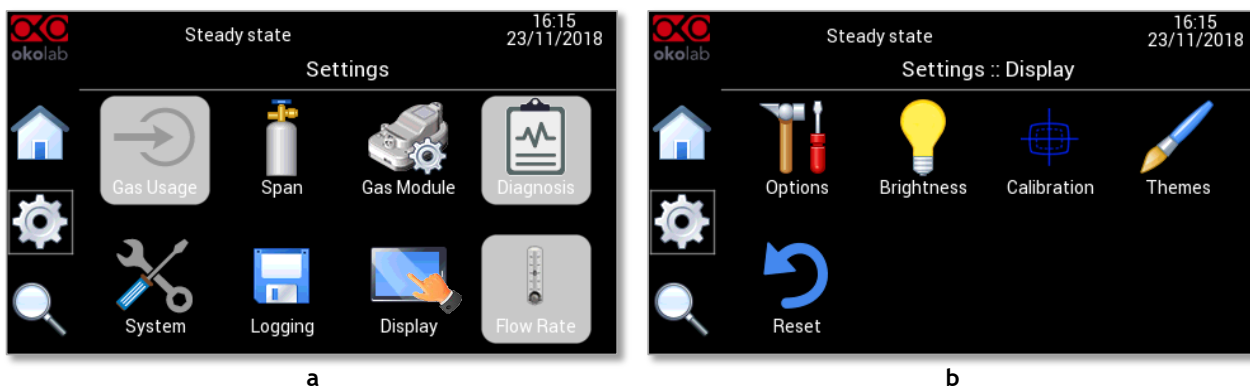 16:15
Steady state
23/11/2018
okolab
Settings
Gas Usage
Span
Gas Module
Diagnosis
System
Logging
Display
Flow Rate
a
16:15
Steady state
23/11/2018
okolab
Settings :: Display
Options
Brightness
Calibration
Themes
Reset
b